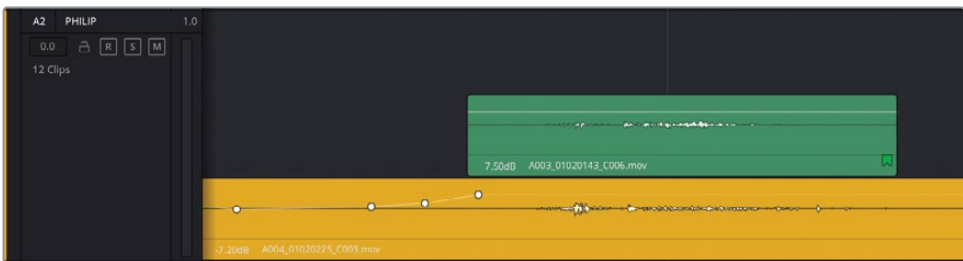 A2 PHILIP 1.0
0.0 R S M
12 Clips
7.50dB A003_01020143_C006.mov
-7.20dB A004_01020225_C003.mov